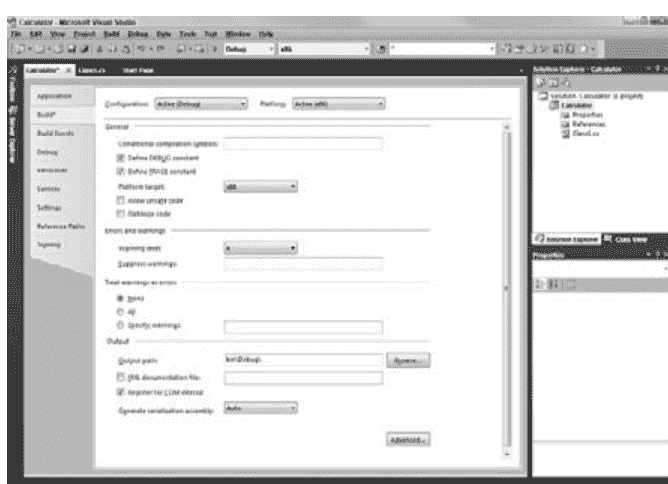 Calculator - Microsoft Visual Studio
File Edit View Project Build Debug Data Tools Test Window Help
Debug x86
Calculator* Class1.cs Start Page
Solution Explorer - Calculator
Application
Build*
Build Events
Debug
Resources
Services
Settings
Reference Paths
Signing
Configuration: Active (Debug) Platform: Active (x86)
General
Conditional compilation symbols:
Define DEBUG constant
Define TRACE constant
Platform target: x86
Allow unsafe code
Optimize code
Errors and warnings
Warning level: 4
Suppress warnings:
Treat warnings as errors
None
All
Specific warnings:
Output
Output path: bin\Debug\ Browse...
XML documentation file:
Register for COM interop
Generate serialization assembly: Auto
Advanced...
Solution 'Calculator' (1 project)
Calculator
Properties
References
Class1.cs
Solution Explorer Class View
Properties
Server Explorer